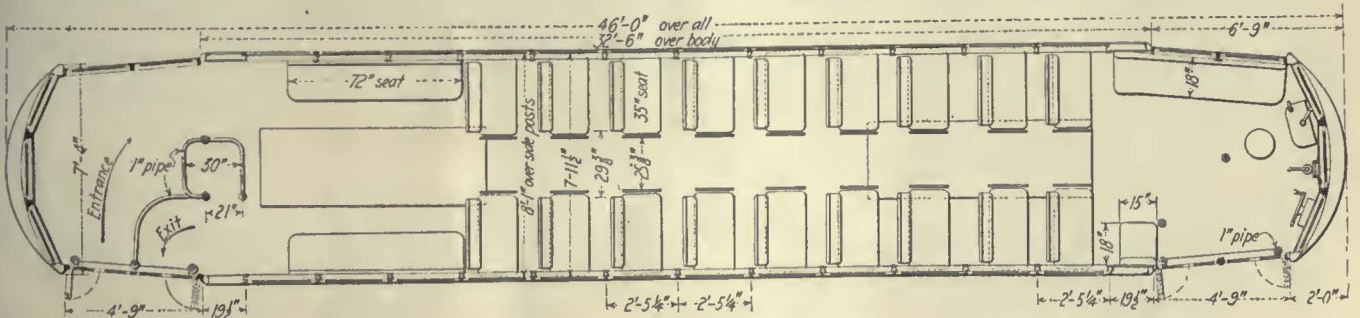 46'-0" over all
32'-6" over body
6'-9"
72" seat
18"
35" seat
8'-1" over side posts
7'-11½"
29⅜"
25⅜"
7'-4"
Entrance
1" pipe
30"
21"
Exit
15"
18"
1" pipe
4'-9"
19½"
2'-5¼"
2'-5¼"
2'-5¼"
19½"
4'-9"
2'-0"